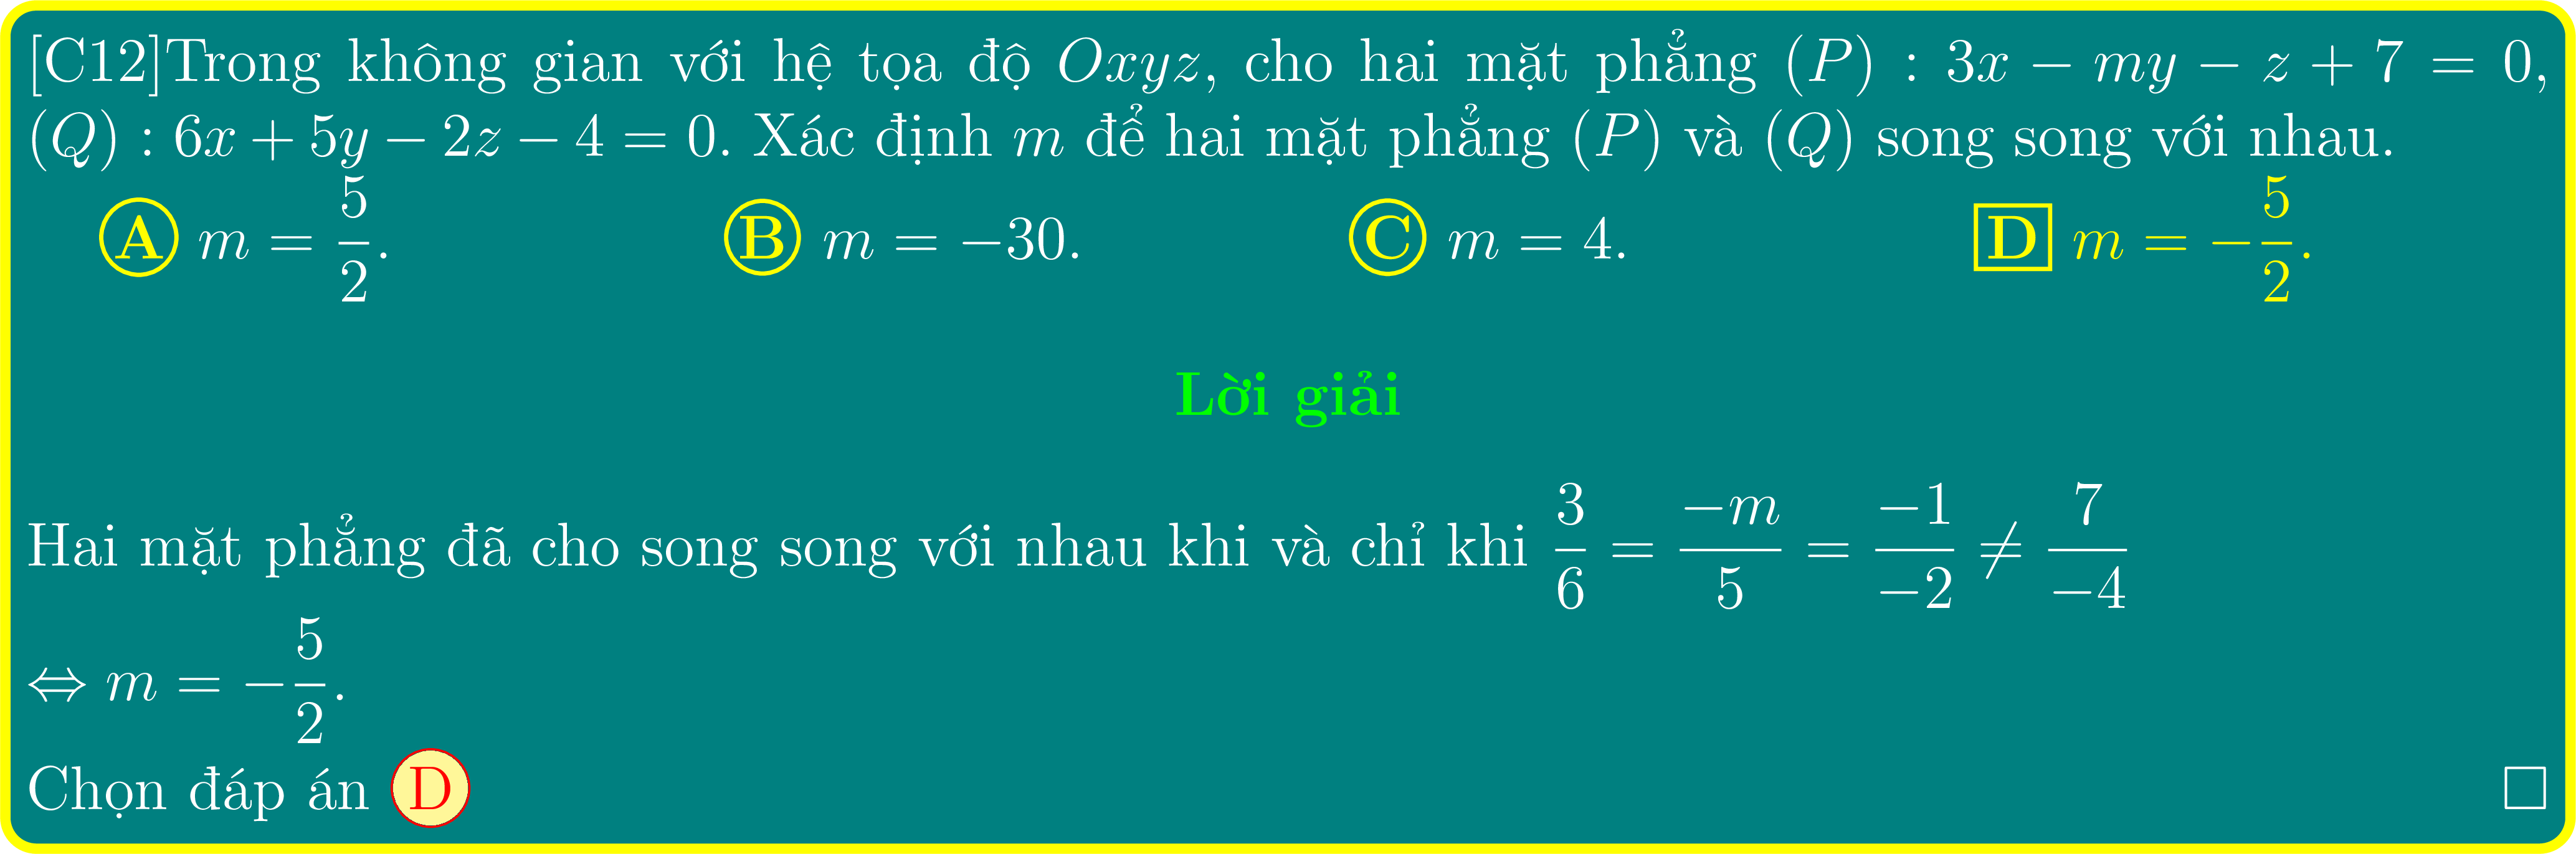 [C12]Trong không gian với hệ tọa độ Oxyz, cho hai mặt phẳng (P) : 3x − my − z + 7 = 0,
(Q) : 6x + 5y − 2z − 4 = 0. Xác định m để hai mặt phẳng (P) và (Q) song song với nhau.
A m = \frac{5}{2}. B m = −30. C m = 4. D m = −\frac{5}{2}.
Lời giải
Hai mặt phẳng đã cho song song với nhau khi và chỉ khi \frac{3}{6} = \frac{−m}{5} = \frac{−1}{−2} ≠ \frac{7}{−4}
⇔ m = −\frac{5}{2}.
Chọn đáp án D □